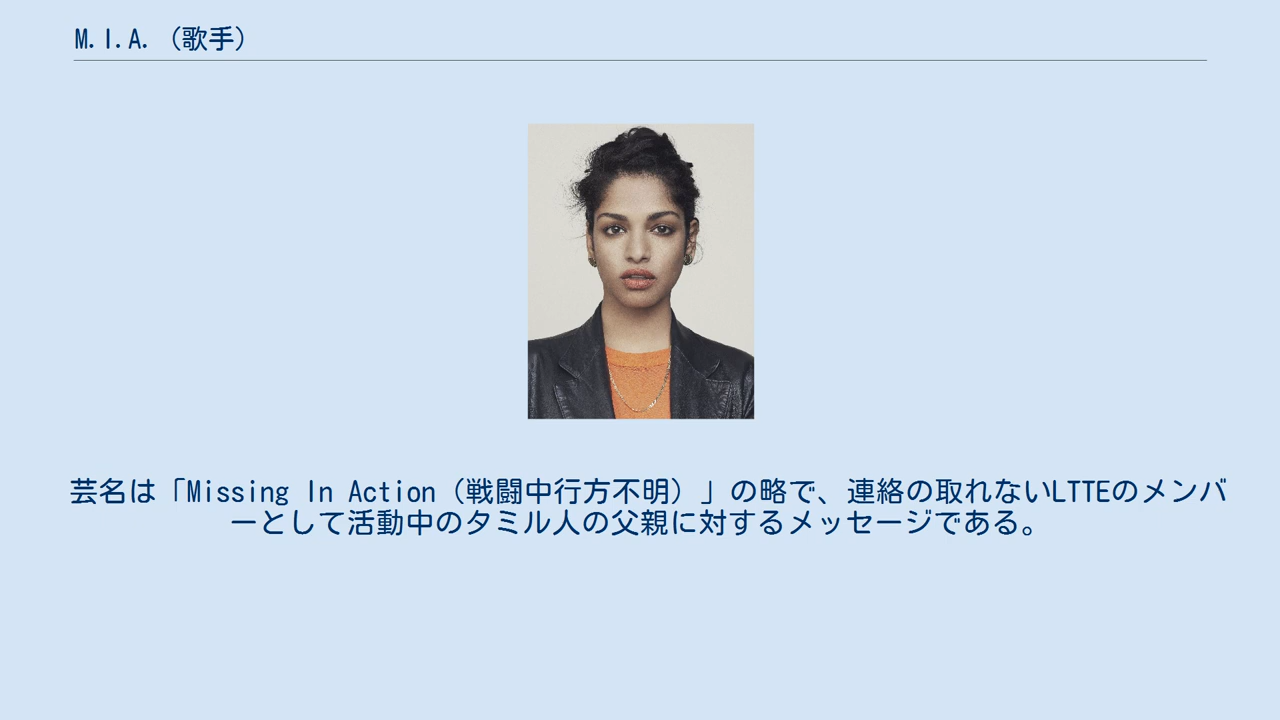 M.I.A.（歌手）
芸名は「Missing In Action（戦闘中行方不明）」の略で、連絡の取れないLTTEのメンバ
ーとして活動中のタミル人の父親に対するメッセージである。